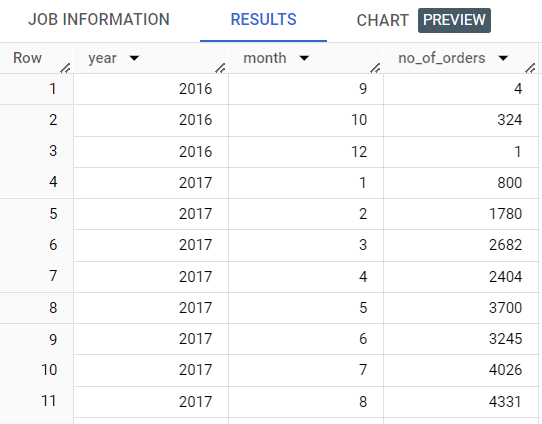 JOB INFORMATION RESULTS CHART PREVIEW
Row year month no_of_orders
1 2016 9 4
2 2016 10 324
3 2016 12 1
4 2017 1 800
5 2017 2 1780
6 2017 3 2682
7 2017 4 2404
8 2017 5 3700
9 2017 6 3245
10 2017 7 4026
11 2017 8 4331